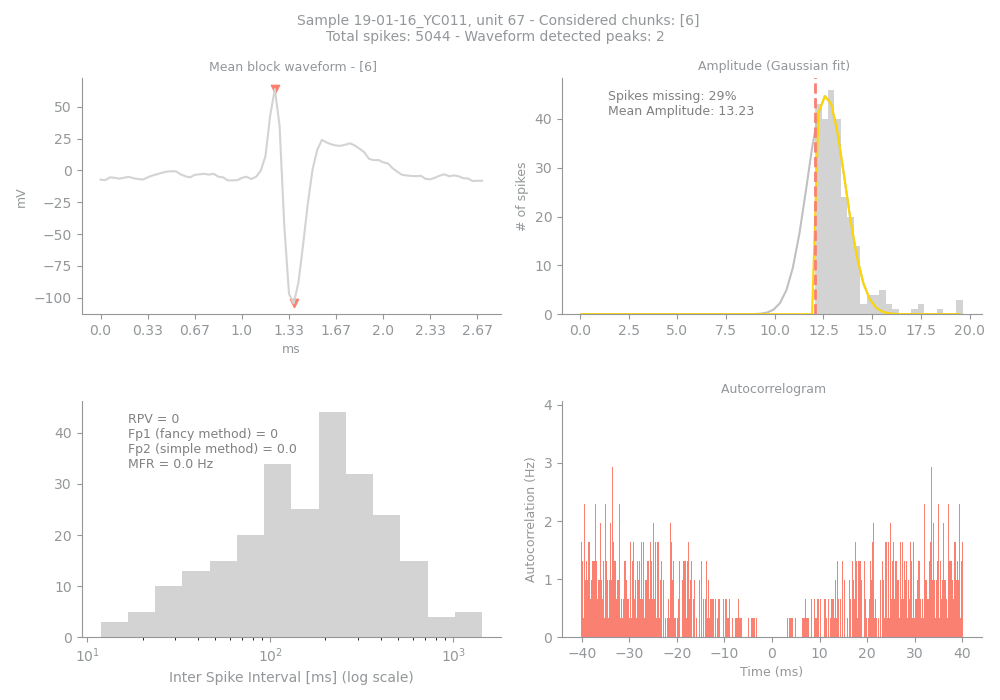 Sample 19-01-16_YC011, unit 67 - Considered chunks: [6]
Total spikes: 5044 - Waveform detected peaks: 2
Mean block waveform - [6]
50
25
0
−25
−50
−75
−100
mV
0.0 0.33 0.67 1.0 1.33 1.67 2.0 2.33 2.67
ms
Amplitude (Gaussian fit)
Spikes missing: 29%
Mean Amplitude: 13.23
40
30
20
10
0
# of spikes
0.0 2.5 5.0 7.5 10.0 12.5 15.0 17.5 20.0
RPV = 0
Fp1 (fancy method) = 0
Fp2 (simple method) = 0.0
MFR = 0.0 Hz
40
30
20
10
0
10¹ 10² 10³
Inter Spike Interval [ms] (log scale)
Autocorrelogram
4
3
2
1
0
Autocorrelation (Hz)
−40 −30 −20 −10 0 10 20 30 40
Time (ms)